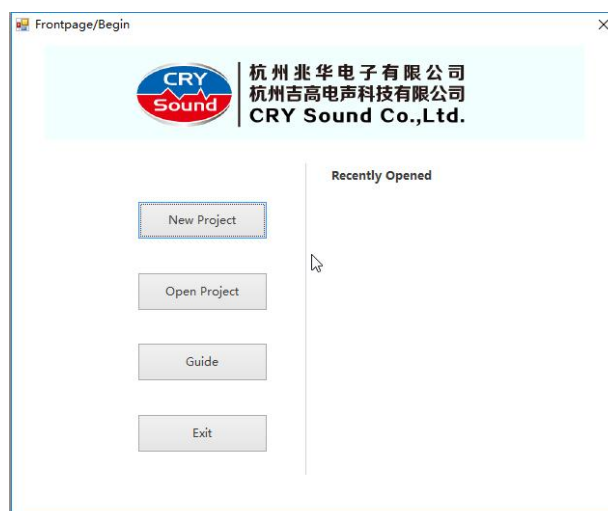 Frontpage/Begin
CRY
Sound
杭州兆华电子有限公司
杭州吉高电声科技有限公司
CRY Sound Co.,Ltd.
Recently Opened
New Project
Open Project
Guide
Exit